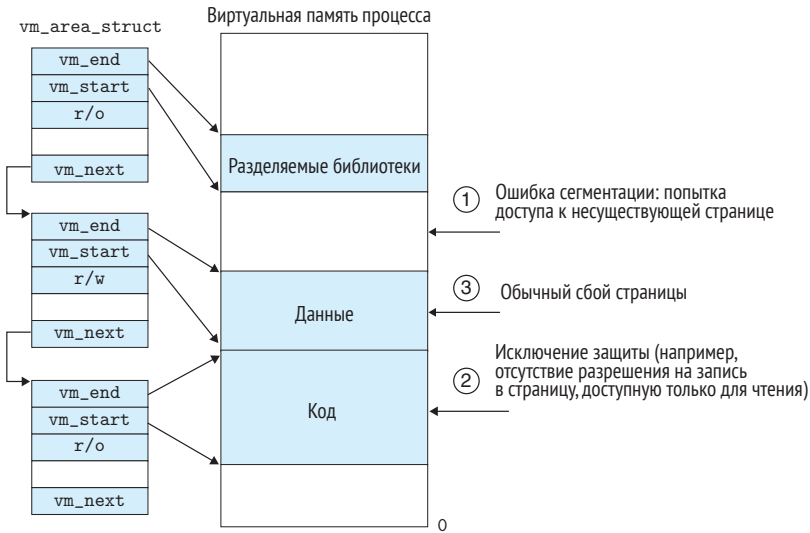 vm_area_struct
vm_end
vm_start
r/o
vm_next
vm_end
vm_start
r/w
vm_next
vm_end
vm_start
r/o
vm_next
Виртуальная память процесса
Разделяемые библиотеки
Данные
Код
0
1
Ошибка сегментации: попытка
доступа к несуществующей странице
3
Обычный сбой страницы
2
Исключение защиты (например,
отсутствие разрешения на запись
в страницу, доступную только для чтения)